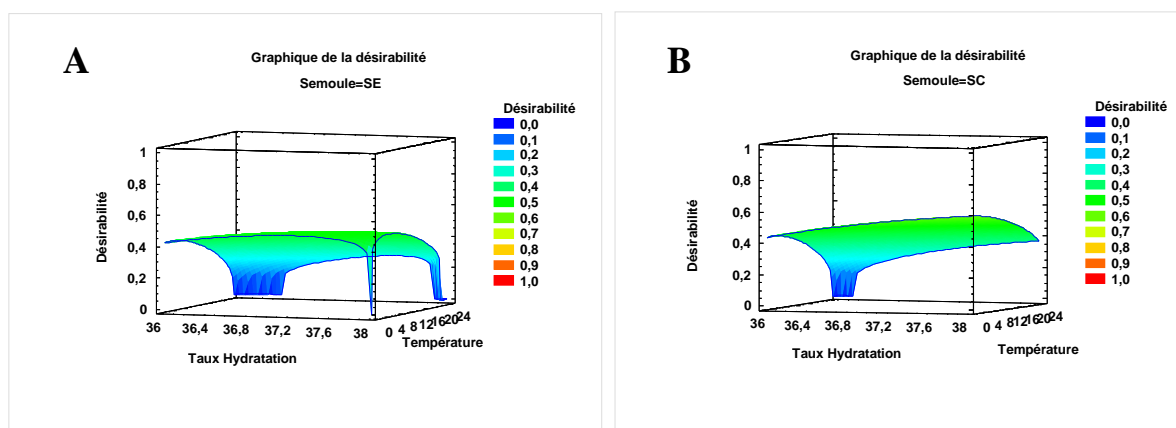 A
Graphique de la désirabilité
Semoule=SE
Désirabilité
0,0
0,1
0,2
0,3
0,4
0,5
0,6
0,7
0,8
0,9
1,0
Désirabilité
1
0,8
0,6
0,4
0,2
0
36 36,4 36,8 37,2 37,6 38
Taux Hydratation
0 4 8 12 16 20 24
Température
B
Graphique de la désirabilité
Semoule=SC
Désirabilité
0,0
0,1
0,2
0,3
0,4
0,5
0,6
0,7
0,8
0,9
1,0
Désirabilité
1
0,8
0,6
0,4
0,2
0
36 36,4 36,8 37,2 37,6 38
Taux Hydratation
0 4 8 12 16 20 24
Température